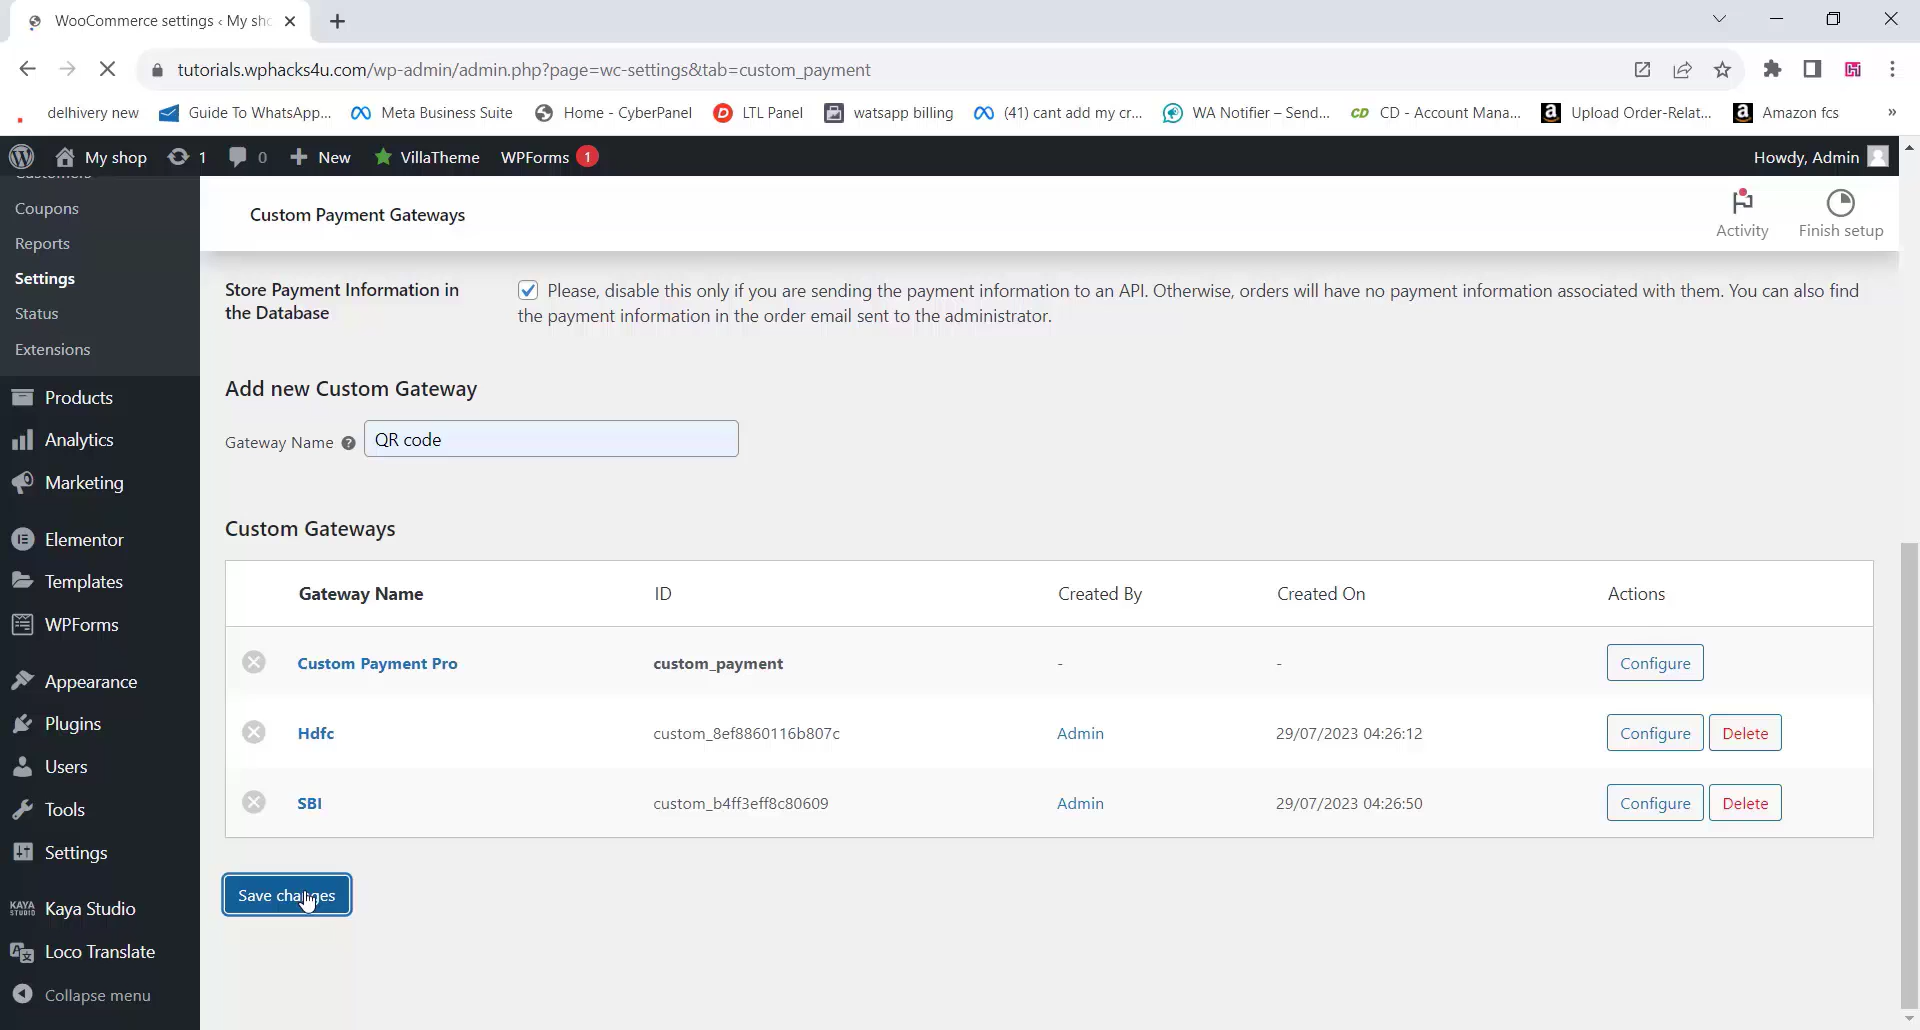 WooCommerce settings ‹ My sho
tutorials.wphacks4u.com/wp-admin/admin.php?page=wc-settings&tab=custom_payment
delhivery new
Guide To WhatsApp...
Meta Business Suite
Home - CyberPanel
LTL Panel
watsapp billing
(41) cant add my cr...
WA Notifier – Send...
CD - Account Mana...
Upload Order-Relat...
Amazon fcs
»
My shop
1
0
New
VillaTheme
WPForms 1
Howdy, Admin
Customers
Coupons
Reports
Settings
Status
Extensions
Products
Analytics
Marketing
Elementor
Templates
WPForms
Appearance
Plugins
Users
Tools
Settings
KAYA STUDIO Kaya Studio
Loco Translate
Collapse menu
Custom Payment Gateways
Activity
Finish setup
Store Payment Information in
the Database
Please, disable this only if you are sending the payment information to an API. Otherwise, orders will have no payment information associated with them. You can also find
the payment information in the order email sent to the administrator.
Add new Custom Gateway
Gateway Name ? QR code
Custom Gateways
Gateway Name ID Created By Created On Actions
Custom Payment Pro custom_payment - - Configure
Hdfc custom_8ef8860116b807c Admin 29/07/2023 04:26:12 Configure Delete
SBI custom_b4ff3eff8c80609 Admin 29/07/2023 04:26:50 Configure Delete
Save changes